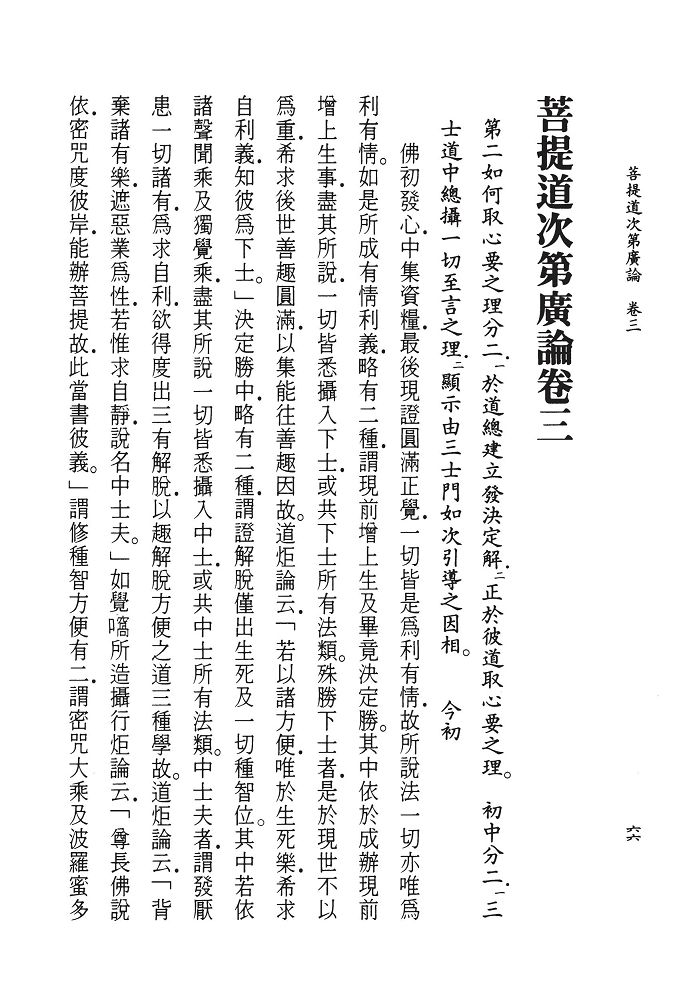 菩提道次第廣論 卷三
六六
菩提道次第廣論卷三
第二如何取心要之理分二．一於道總建立發決定解．二正於彼道取心要之理。 初中分二．一三
士道中總攝一切至言之理．二顯示由三士門如次引導之因相。 今初
佛初發心．中集資糧．最後現證圓滿正覺．一切皆是爲利有情．故所說法一切亦唯爲
利有情。如是所成有情利義．略有二種．謂現前增上生及畢竟決定勝。其中依於成辦現前
增上生事．盡其所說一切皆悉攝入下士．或共下士所有法類。殊勝下士者．是於現世不以
爲重．希求後世善趣圓滿．以集能往善趣因故。道炬論云．「若以諸方便．唯於生死樂．希求
自利義．知彼爲下士。」決定勝中．略有二種．謂證解脫僅出生死及一切種智位。其中若依
諸聲聞乘及獨覺乘．盡其所說一切皆悉攝入中士．或共中士所有法類。中士夫者．謂發厭
患一切諸有．爲求自利．欲得度出三有解脫．以趣解脫方便之道三種學故。道炬論云．「背
棄諸有樂．遮惡業爲性．若惟求自靜．說名中士夫。」如覺𡁠所造攝行炬論云．「尊長佛說
依．密咒度彼岸．能辦菩提故．此當書彼義。」謂修種智方便有二．謂密咒大乘及波羅蜜多